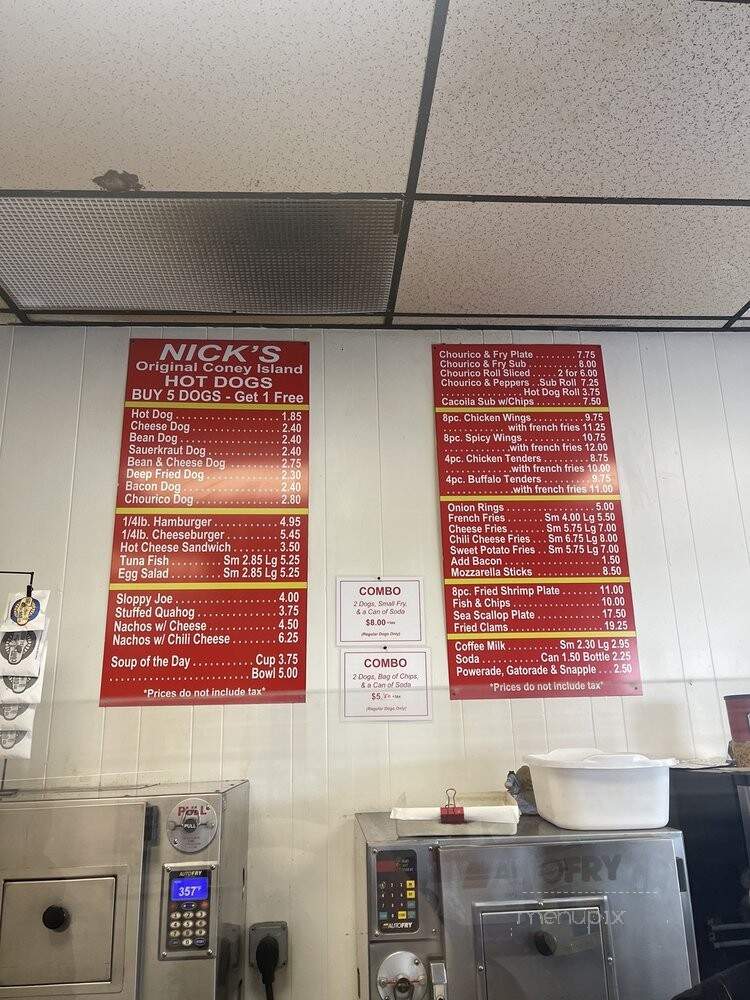 NICK'S
Original Coney Island
HOT DOGS
BUY 5 DOGS - Get 1 Free
Hot Dog ........ 1.85
Cheese Dog ........ 2.40
Bean Dog ........ 2.40
Sauerkraut Dog ........ 2.40
Bean & Cheese Dog ........ 2.75
Deep Fried Dog ........ 2.30
Bacon Dog ........ 2.40
Chourico Dog ........ 2.80
1/4lb. Hamburger ........ 4.95
1/4lb. Cheeseburger ........ 5.45
Hot Cheese Sandwich ........ 3.50
Tuna Fish ........ Sm 2.85 Lg 5.25
Egg Salad ........ Sm 2.85 Lg 5.25
Sloppy Joe ........ 4.00
Stuffed Quahog ........ 3.75
Nachos w/ Cheese ........ 4.50
Nachos w/ Chili Cheese ........ 6.25
Soup of the Day ........ Cup 3.75
........ Bowl 5.00
*Prices do not include tax*
COMBO
2 Dogs, Small Fry,
& a Can of Soda
$8.00 +tax
(Regular Dogs Only)
COMBO
2 Dogs, Bag of Chips,
& a Can of Soda
$5. +tax
(Regular Dogs Only)
Chourico & Fry Plate ........ 7.75
Chourico & Fry Sub ........ 8.00
Chourico Roll Sliced ..... 2 for 6.00
Chourico & Peppers ..Sub Roll 7.25
........ Hot Dog Roll 3.75
Cacoila Sub w/Chips ........ 7.50
8pc. Chicken Wings ........ 9.75
........ with french fries 11.25
8pc. Spicy Wings ........ 10.75
........ with french fries 12.00
4pc. Chicken Tenders ........ 8.75
........ with french fries 10.00
4pc. Buffalo Tenders ........ 9.75
........ with french fries 11.00
Onion Rings ........ 5.00
French Fries ........ Sm 4.00 Lg 5.50
Cheese Fries ........ Sm 5.75 Lg 7.00
Chili Cheese Fries ... Sm 6.75 Lg 8.00
Sweet Potato Fries .. Sm 5.75 Lg 7.00
Add Bacon ........ 1.50
Mozzarella Sticks ........ 8.50
8pc. Fried Shrimp Plate ........ 11.00
Fish & Chips ........ 10.00
Sea Scallop Plate ........ 17.50
Fried Clams ........ 19.25
Coffee Milk ........ Sm 2.30 Lg 2.95
Soda ........ Can 1.50 Bottle 2.25
Powerade, Gatorade & Snapple ... 2.50
*Prices do not include tax*
PULL
PULL
AUTOFRY
357°F
AUTOFRY
AUTOFRY
menupix